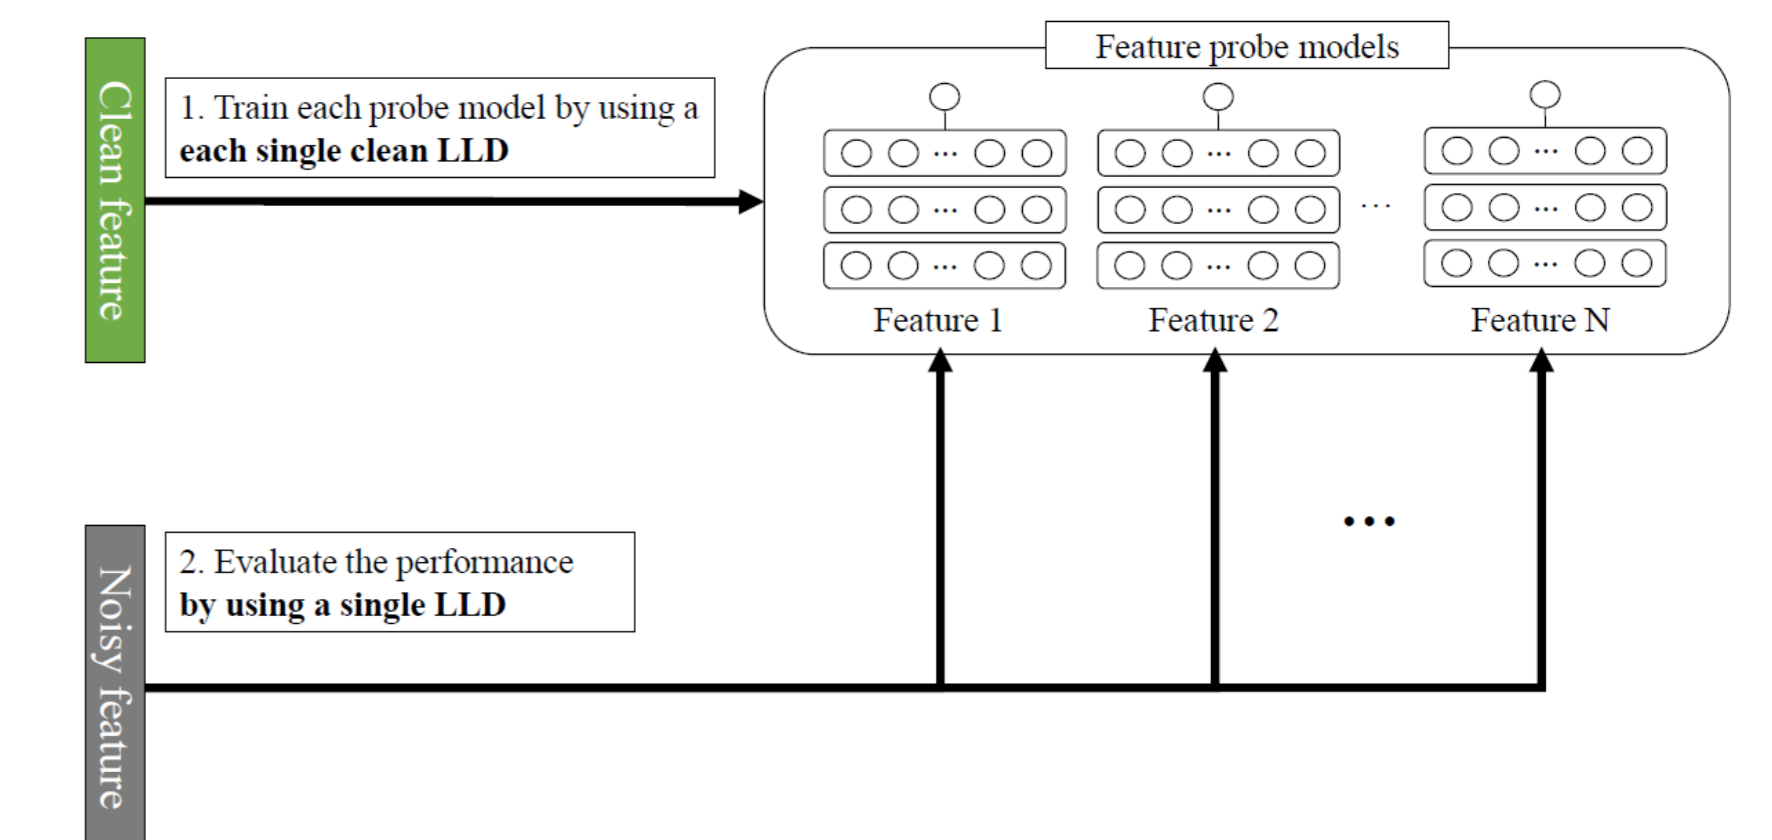 Clean feature
1. Train each probe model by using a
each single clean LLD
Feature probe models
...
...
...
...
...
...
...
...
...
...
Feature 1
Feature 2
Feature N
...
Noisy feature
2. Evaluate the performance
by using a single LLD